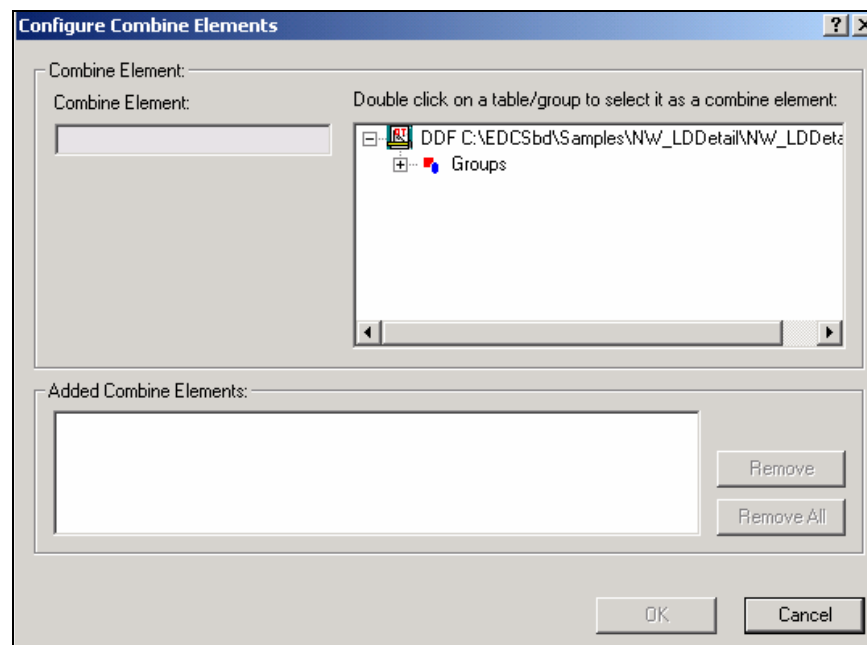 Configure Combine Elements
Combine Element:
Combine Element:
Double click on a table/group to select it as a combine element:
DDF C:\EDCSbd\Samples\NW_LDDetail\NW_LDDeta
Groups
Added Combine Elements:
Remove
Remove All
OK
Cancel